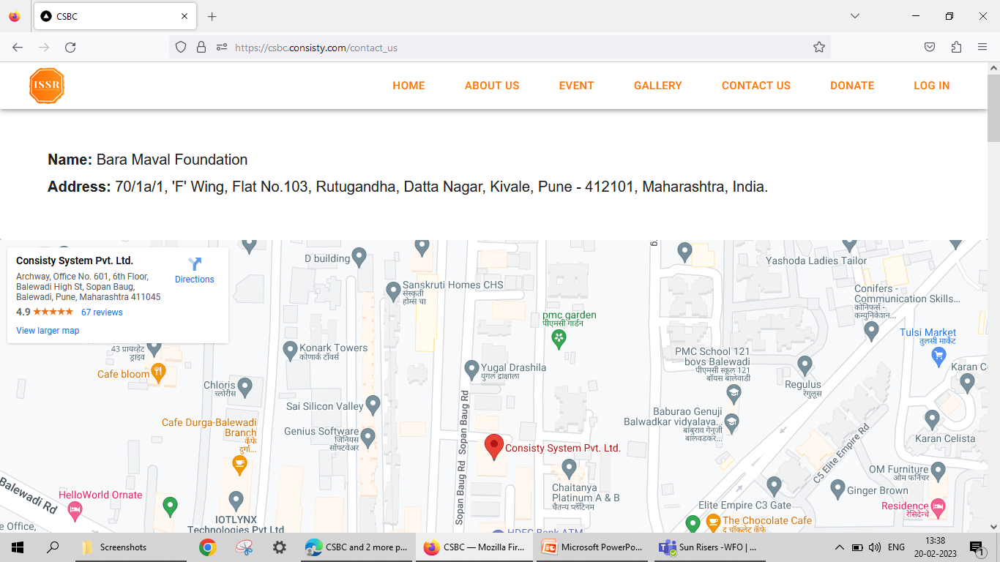 CSBC
https://csbc.consisty.com/contact_us
ISSR
HOME
ABOUT US
EVENT
GALLERY
CONTACT US
DONATE
LOG IN
Name: Bara Maval Foundation
Address: 70/1a/1, 'F' Wing, Flat No.103, Rutugandha, Datta Nagar, Kivale, Pune - 412101, Maharashtra, India.
Consisty System Pvt. Ltd.
Archway, Office No. 601, 6th Floor,
Balewadi High St, Sopan Baug,
Balewadi, Pune, Maharashtra 411045
Directions
4.9 ★★★★★ 67 reviews
View larger map
D building
Sanskruti Homes CHS
संस्कृती
होम्स चा
Yashoda Ladies Tailor
Conifers -
Communication Skills...
कोनिफर्स -
कम्युनिकेशन...
pmc garden
पीएमसी गार्डन
Tulsi Market
तुलसी मार्केट
43 प्रायव्हेट
ड्राइव
Konark Towers
कोणार्क टॉवर्स
PMC School 121
boys Balewadi
पीएमसी स्कूल 121
बॉयस बालेवाडी
Karan C
Cafe bloom
Yugal Drashila
युगल द्राक्षाला
Chloris
च्लोरीस
Regulus
रेगुलूस
Sai Silicon Valley
Sopan Baug Rd
Baburao Genuji
Balwadkar vidyalaya...
बाबुराव गेनुजी
बालवडकर...
Cafe Durga-Balewadi
Branch
कॅफे
दुर्गा...
Genius Software
जिनियस
सॉफ्टवेअर
Karan Celista
Consisty System Pvt. Ltd.
C5 Elite Empire Rd
Sopan Baug Rd
OM Furniture
ओम फर्निचर
Balewadi Rd
HelloWorld Ornate
Chaitanya
Platinum A & B
चैतन्य प्लॅटिनम
Ginger Brown
Elite Empire C3 Gate
Residence
रेसिदेन्चे
e Office,
IOTLYNX
Technologies Pvt Ltd
HDFC Bank ATM
The Chocolate Cafe
द चॉकलेट कॅफे
Screenshots
CSBC and 2 more p...
CSBC — Mozilla Fir...
Microsoft PowerPo...
Sun Risers -WFO | ...
ENG
13:38
20-02-2023
1